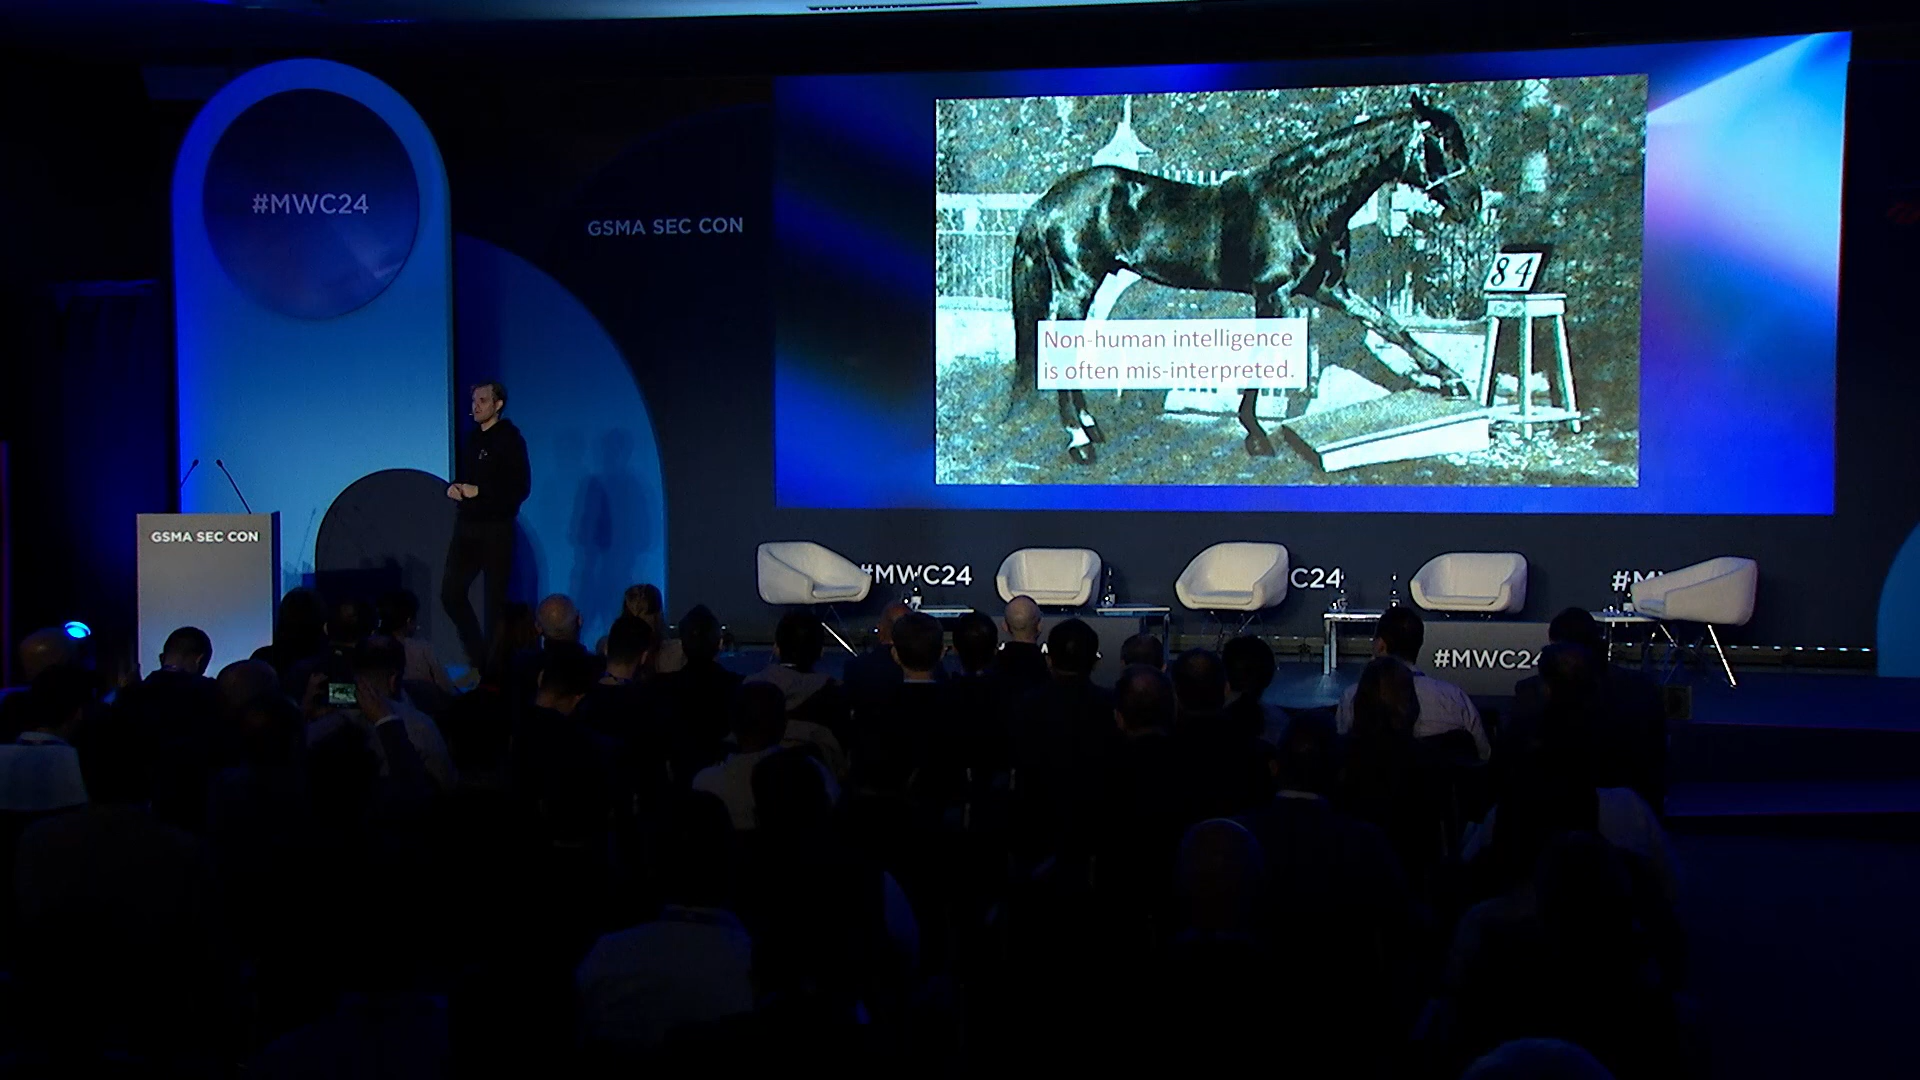 #MWC24
GSMA SEC CON
84
Non-human intelligence
is often mis-interpreted.
GSMA SEC CON
#MWC24
C24
#M
#MWC24